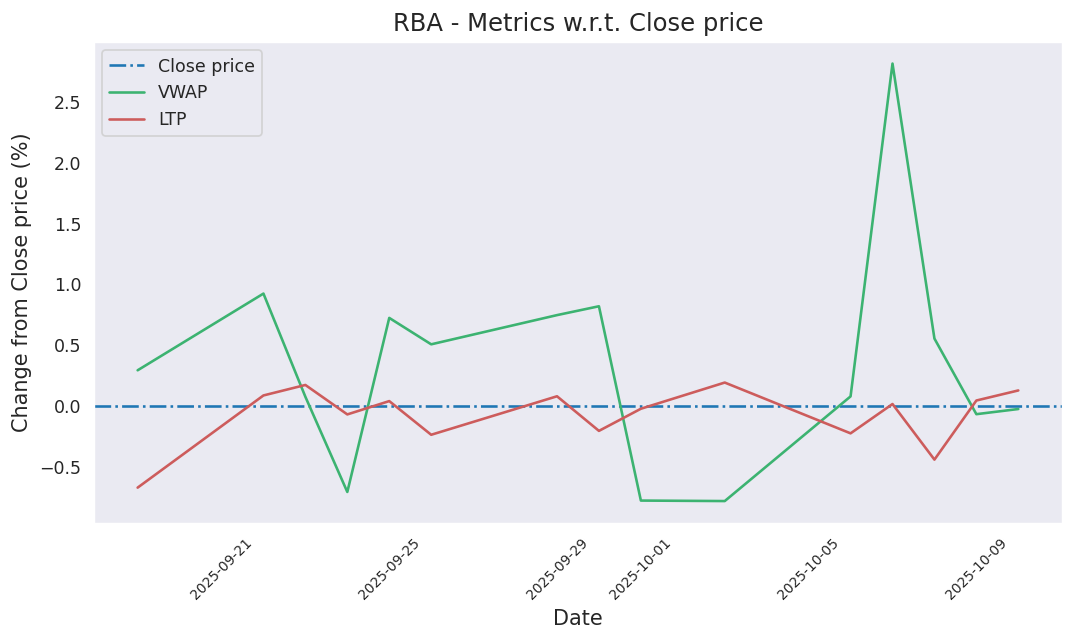 RBA - Metrics w.r.t. Close price
Close price
VWAP
LTP
Change from Close price (%)
2.5
2.0
1.5
1.0
0.5
0.0
−0.5
2025-09-21
2025-09-25
2025-09-29
2025-10-01
2025-10-05
2025-10-09
Date